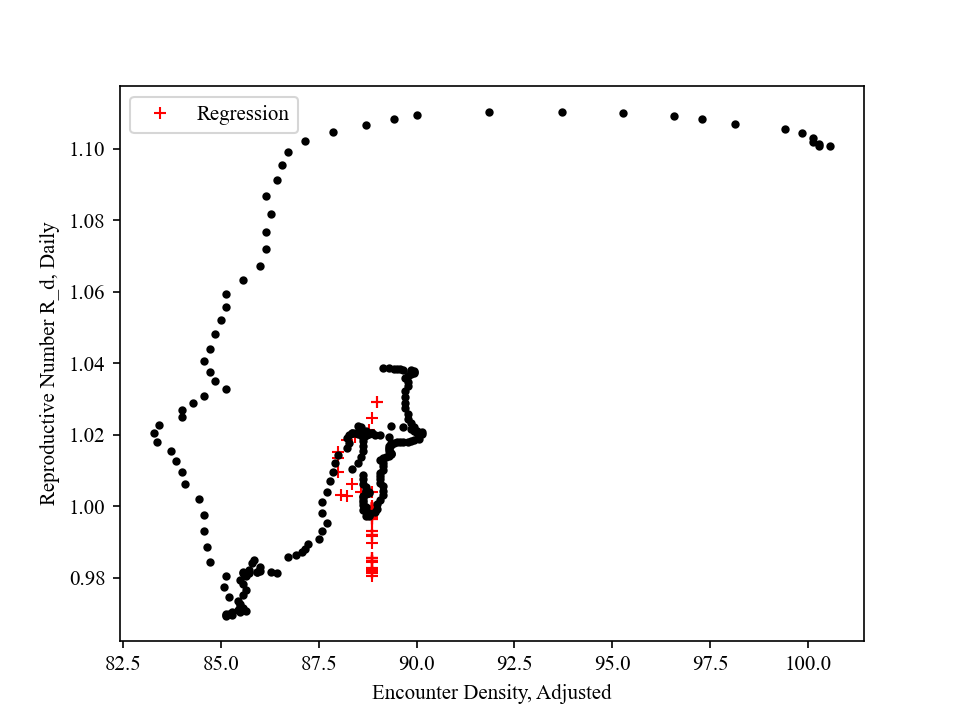 Regression
1.10
1.08
1.06
1.04
1.02
1.00
0.98
Reproductive Number R_d, Daily
82.5 85.0 87.5 90.0 92.5 95.0 97.5 100.0
Encounter Density, Adjusted